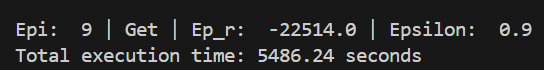 Epi:  9 | Get | Ep_r:  -22514.0 | Epsilon:  0.9
Total execution time: 5486.24 seconds